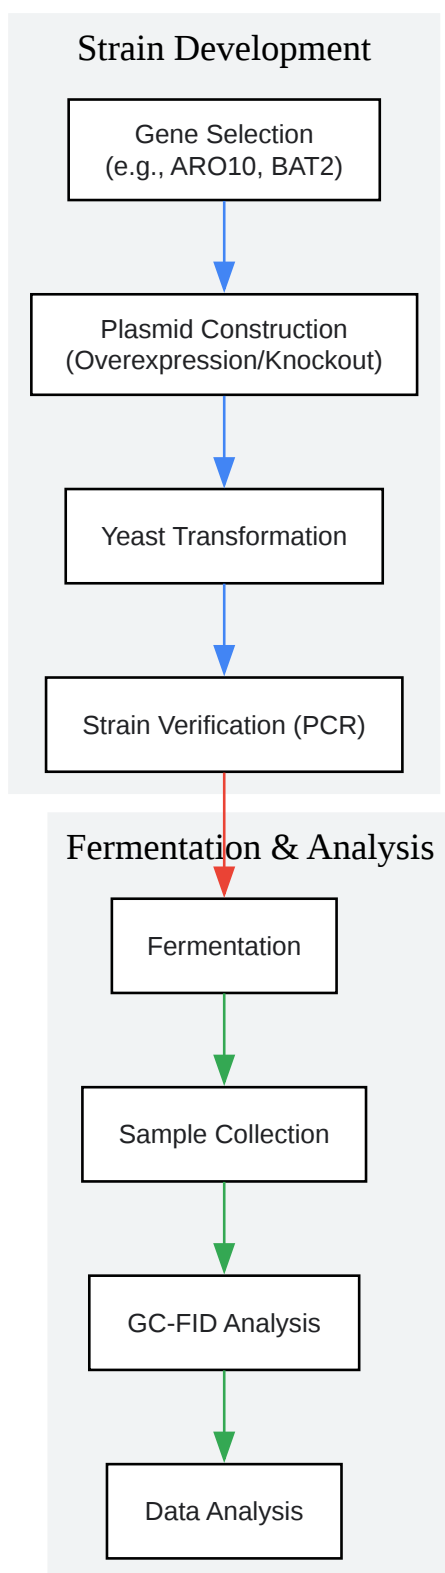 Strain Development
Gene Selection
(e.g., ARO10, BAT2)
Plasmid Construction
(Overexpression/Knockout)
Yeast Transformation
Strain Verification (PCR)
Fermentation & Analysis
Fermentation
Sample Collection
GC-FID Analysis
Data Analysis